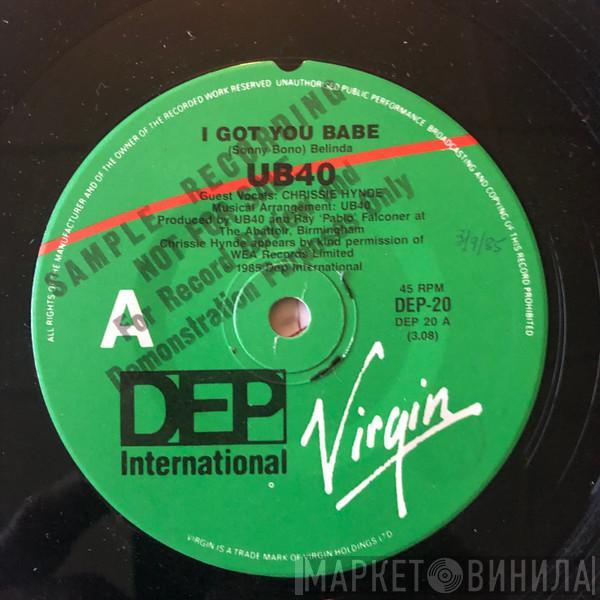 ALL RIGHTS OF THE MANUFACTURER AND OF THE OWNER OF THE RECORDED WORK RESERVED UNAUTHORISED PUBLIC PERFORMANCE, BROADCASTING AND COPYING OF THIS RECORD PROHIBITED
I GOT YOU BABE
(Sonny Bono) Belinda
UB40
Guest Vocals: CHRISSIE HYNDE
Musical Arrangement: UB40
Produced by UB40 and Ray 'Pablo' Falconer at
The Abattoir, Birmingham
Chrissie Hynde appears by kind permission of
WEA Records Limited
1985 Dep International
SAMPLE RECORDING
NOT FOR
For Record
Demonstration Only
3/9/85
A
45 RPM
DEP-20
DEP 20 A
(3.08)
DEP
International
Virgin
VIRGIN IS A TRADE MARK OF VIRGIN HOLDINGS LTD
МАРКЕТ ВИНИЛА